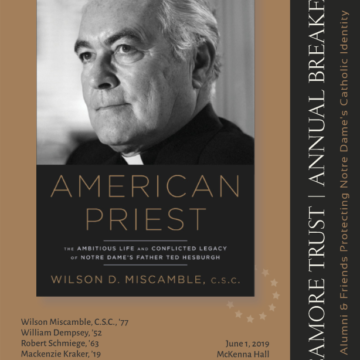 AMERICAN
PRIEST
THE AMBITIOUS LIFE AND CONFLICTED LEGACY
OF NOTRE DAME'S FATHER TED HESBURGH
WILSON D. MISCAMBLE, C.S.C.
Wilson Miscamble, C.S.C., '77
William Dempsey, '52
Robert Schmiege, '63
Mackenzie Kraker, '19
June 1, 2019
McKenna Hall
AMORE TRUST | ANNUAL BREAKF
Alumni & Friends Protecting Notre Dame's Catholic Identity